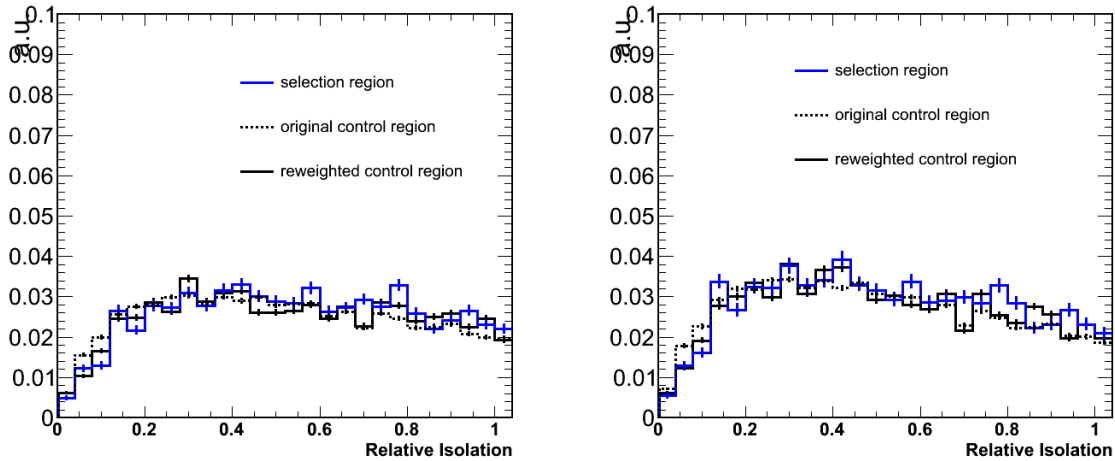 0.1
a.u.
0.09
0.08
0.07
0.06
0.05
0.04
0.03
0.02
0.01
0
selection region
original control region
reweighted control region
0 0.2 0.4 0.6 0.8 1
Relative Isolation
0.1
a.u.
0.09
0.08
0.07
0.06
0.05
0.04
0.03
0.02
0.01
0
selection region
original control region
reweighted control region
0 0.2 0.4 0.6 0.8 1
Relative Isolation